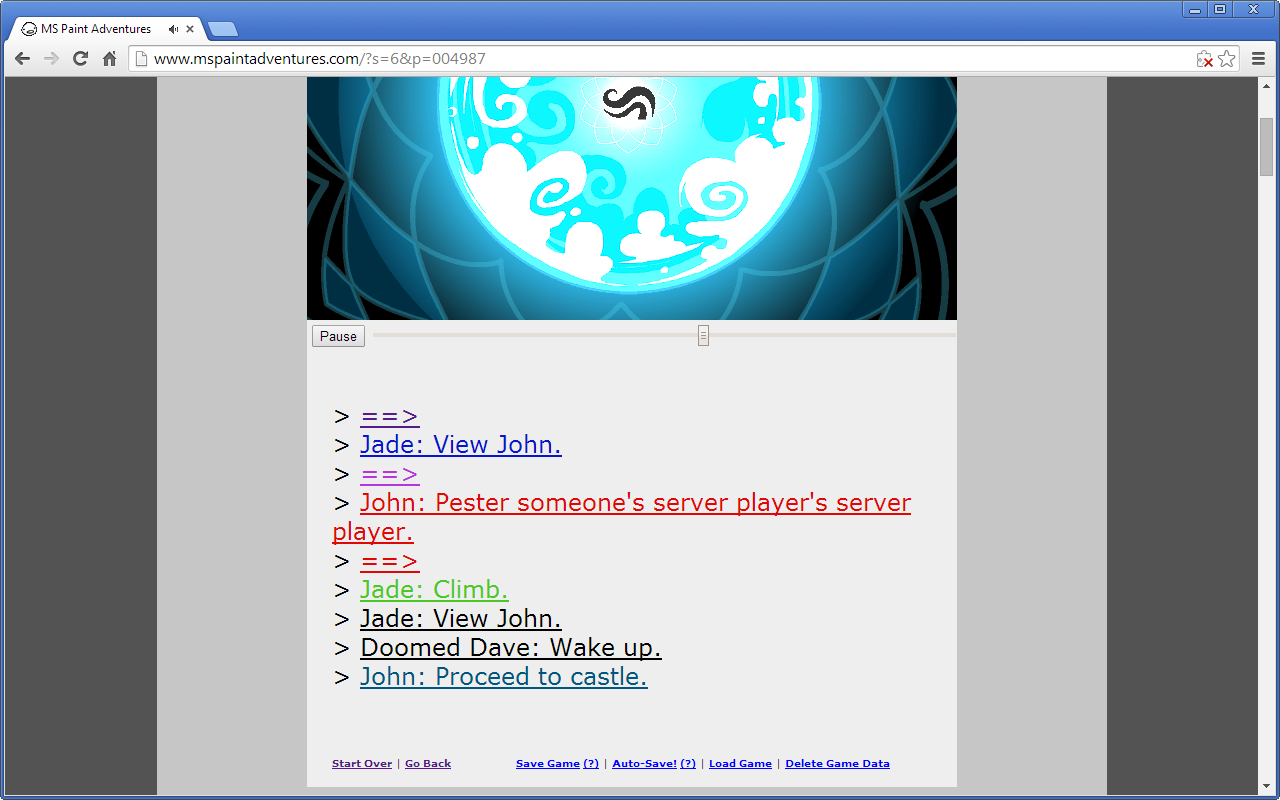 MS Paint Adventures
www.mspaintadventures.com/?s=6&p=004987
Pause
> ==>
> Jade: View John.
> ==>
> John: Pester someone's server player's server
player.
> ==>
> Jade: Climb.
> Jade: View John.
> Doomed Dave: Wake up.
> John: Proceed to castle.
Start Over | Go Back Save Game (?) | Auto-Save! (?) | Load Game | Delete Game Data